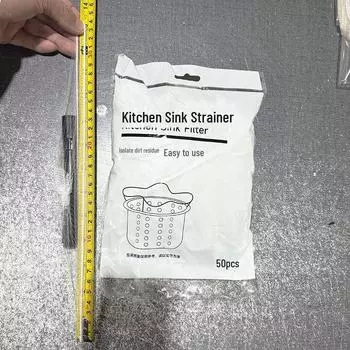 Kitchen Sink Strainer
Kitchen Sink Filter
isolate dirt residue
Easy to use
50pcs